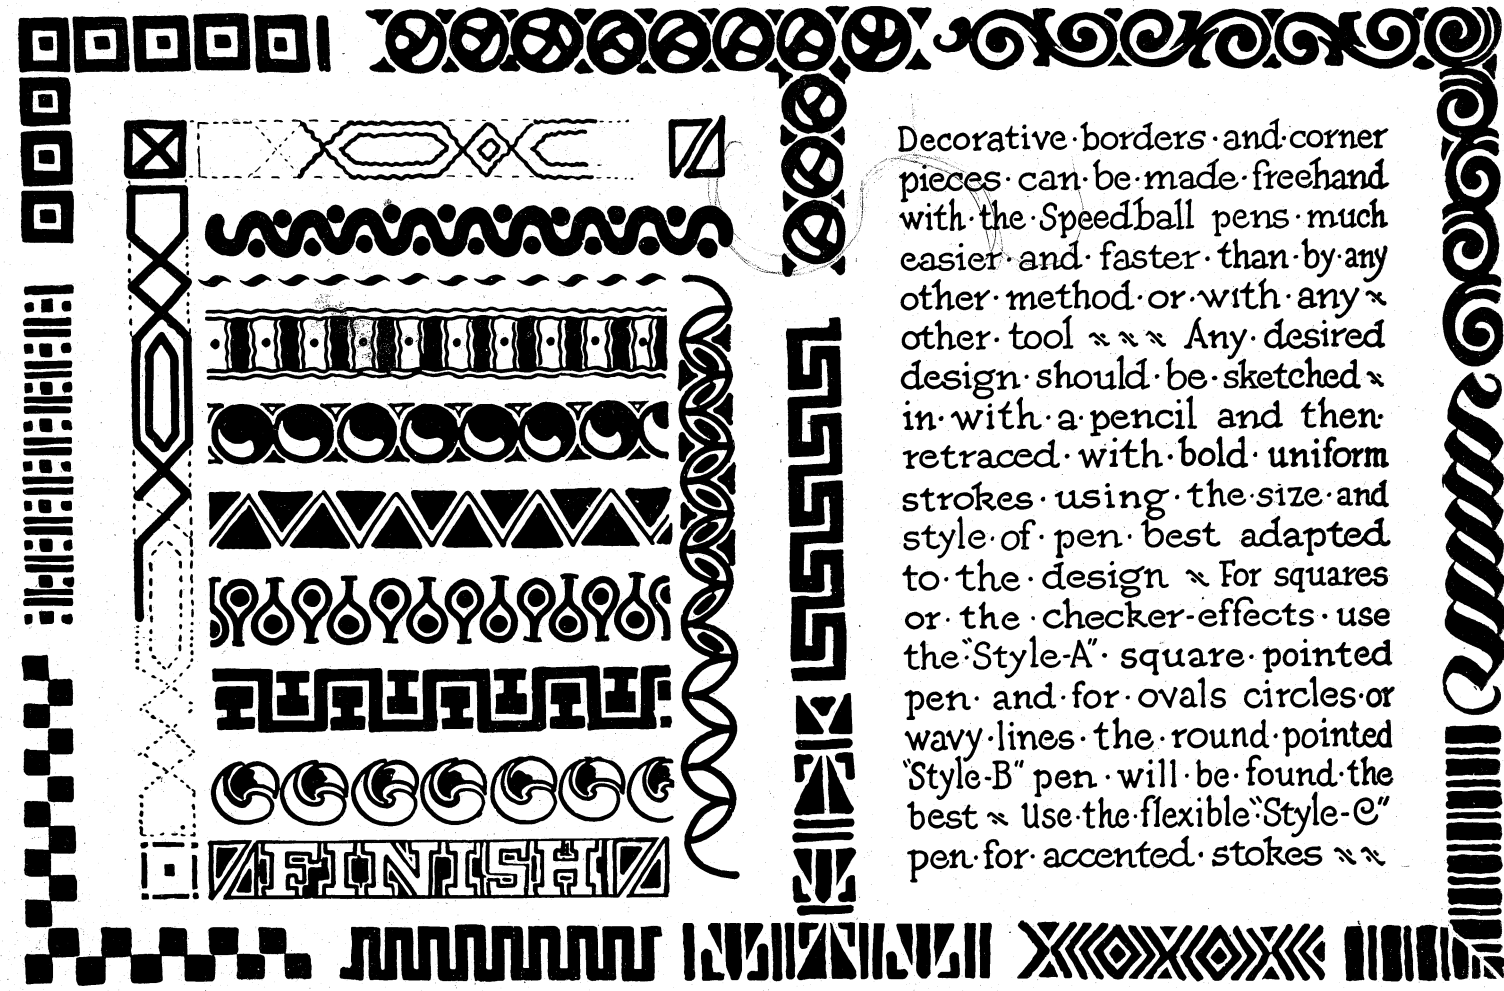 Decorative·borders·and·corner
pieces·can·be·made·freehand
with·the·Speedball pens·much
easier·and·faster·than·by·any
other·method·or·with·any
other·tool Any·desired
design·should·be·sketched
in·with·a·pencil and then·
retraced·with·bold·uniform
strokes·using·the·size·and
style·of·pen·best adapted
to·the·design For squares
or·the·checker-effects·use
the·"Style-A"·square·pointed
pen·and·for·ovals circles·or
wavy·lines·the·round·pointed
"Style-B" pen·will·be·found·the
best Use·the·flexible"Style-C"
pen·for·accented·stokes
FINISH